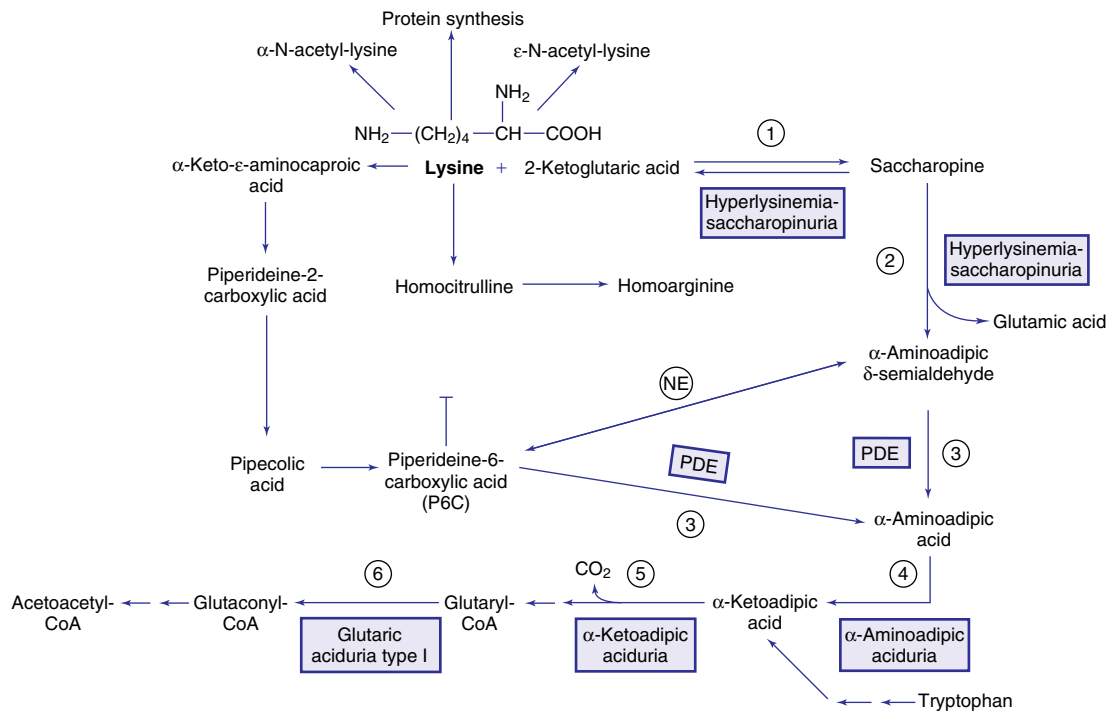 Protein synthesis
α-N-acetyl-lysine
ε-N-acetyl-lysine
NH₂
NH₂—(CH₂)₄—CH—COOH
1
α-Keto-ε-aminocaproic
acid
Lysine + 2-Ketoglutaric acid
Saccharopine
Hyperlysinemia-
saccharopinuria
Hyperlysinemia-
saccharopinuria
2
Piperideine-2-
carboxylic acid
Homocitrulline
Homoarginine
Glutamic acid
α-Aminoadipic
δ-semialdehyde
NE
Pipecolic
acid
Piperideine-6-
carboxylic acid
(P6C)
PDE
PDE
3
3
α-Aminoadipic
acid
6
CO₂
5
4
Acetoacetyl-
CoA
Glutaconyl-
CoA
Glutaryl-
CoA
α-Ketoadipic
acid
Glutaric
aciduria type I
α-Ketoadipic
aciduria
α-Aminoadipic
aciduria
Tryptophan